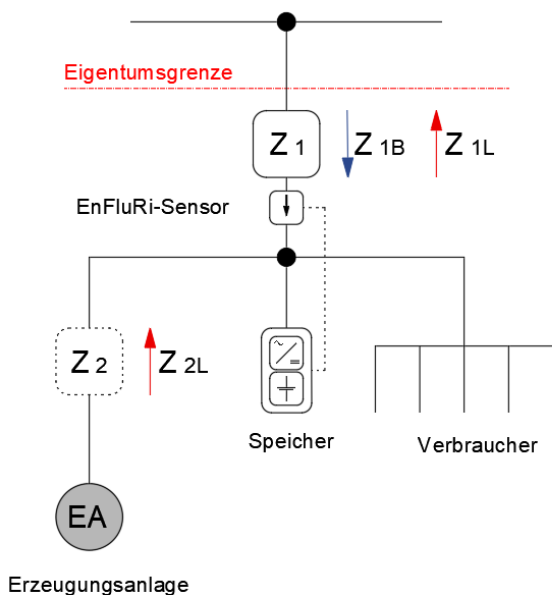 Eigentumsgrenze
Z 1
Z 1B
Z 1L
EnFluRi-Sensor
Z 2
Z 2L
Speicher
Verbraucher
EA
Erzeugungsanlage